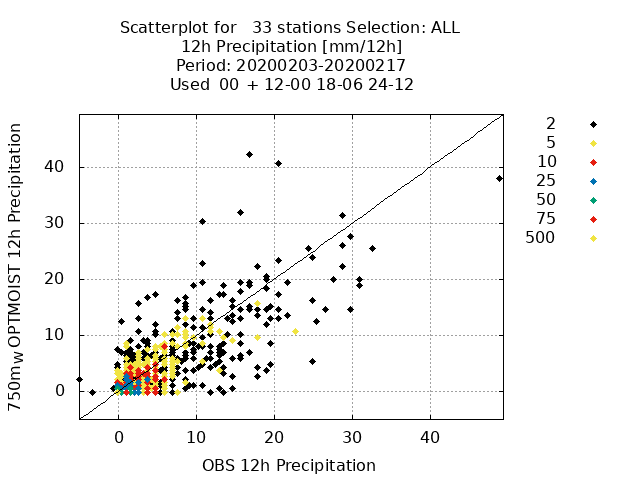 Scatterplot for   33 stations Selection: ALL
12h Precipitation [mm/12h]
Period: 20200203-20200217
Used  00 + 12-00 18-06 24-12
750mw OPTMOIST 12h Precipitation
40
30
20
10
0
0 10 20 30 40
OBS 12h Precipitation
2
5
10
25
50
75
500